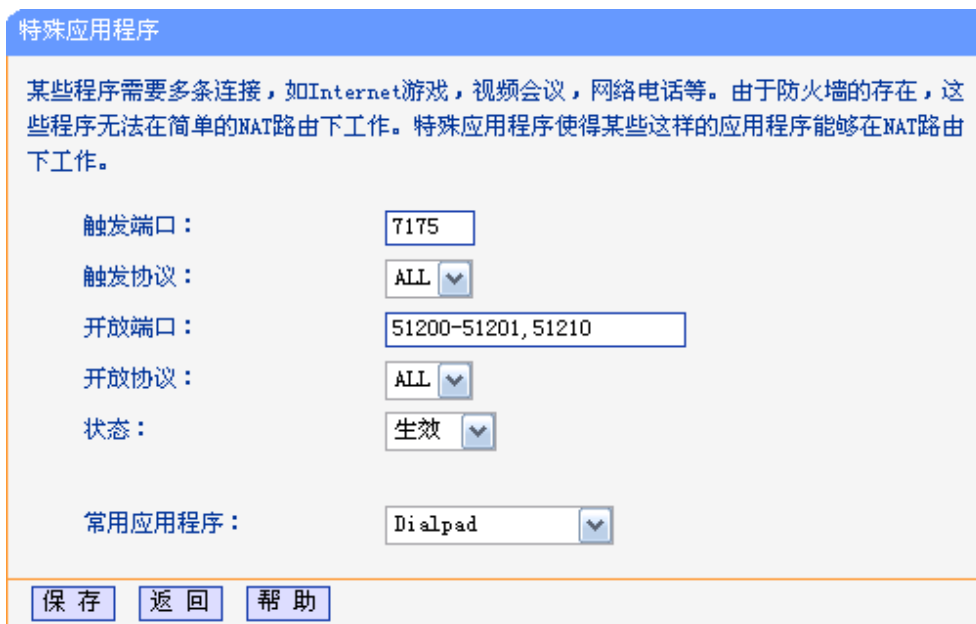 特殊应用程序
某些程序需要多条连接，如Internet游戏，视频会议，网络电话等。由于防火墙的存在，这
些程序无法在简单的NAT路由下工作。特殊应用程序使得某些这样的应用程序能够在NAT路由
下工作。
触发端口： 7175
触发协议： ALL
开放端口： 51200-51201,51210
开放协议： ALL
状态： 生效
常用应用程序： Dialpad
保 存 返 回 帮 助